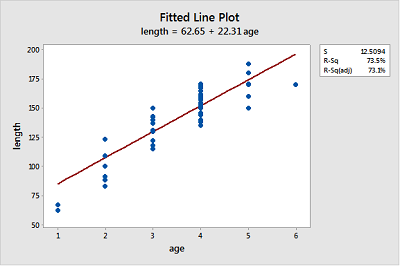 Fitted Line Plot
length = 62.65 + 22.31 age
S 12.5094
R-Sq 73.5%
R-Sq(adj) 73.1%
length
200
175
150
125
100
75
50
1 2 3 4 5 6
age